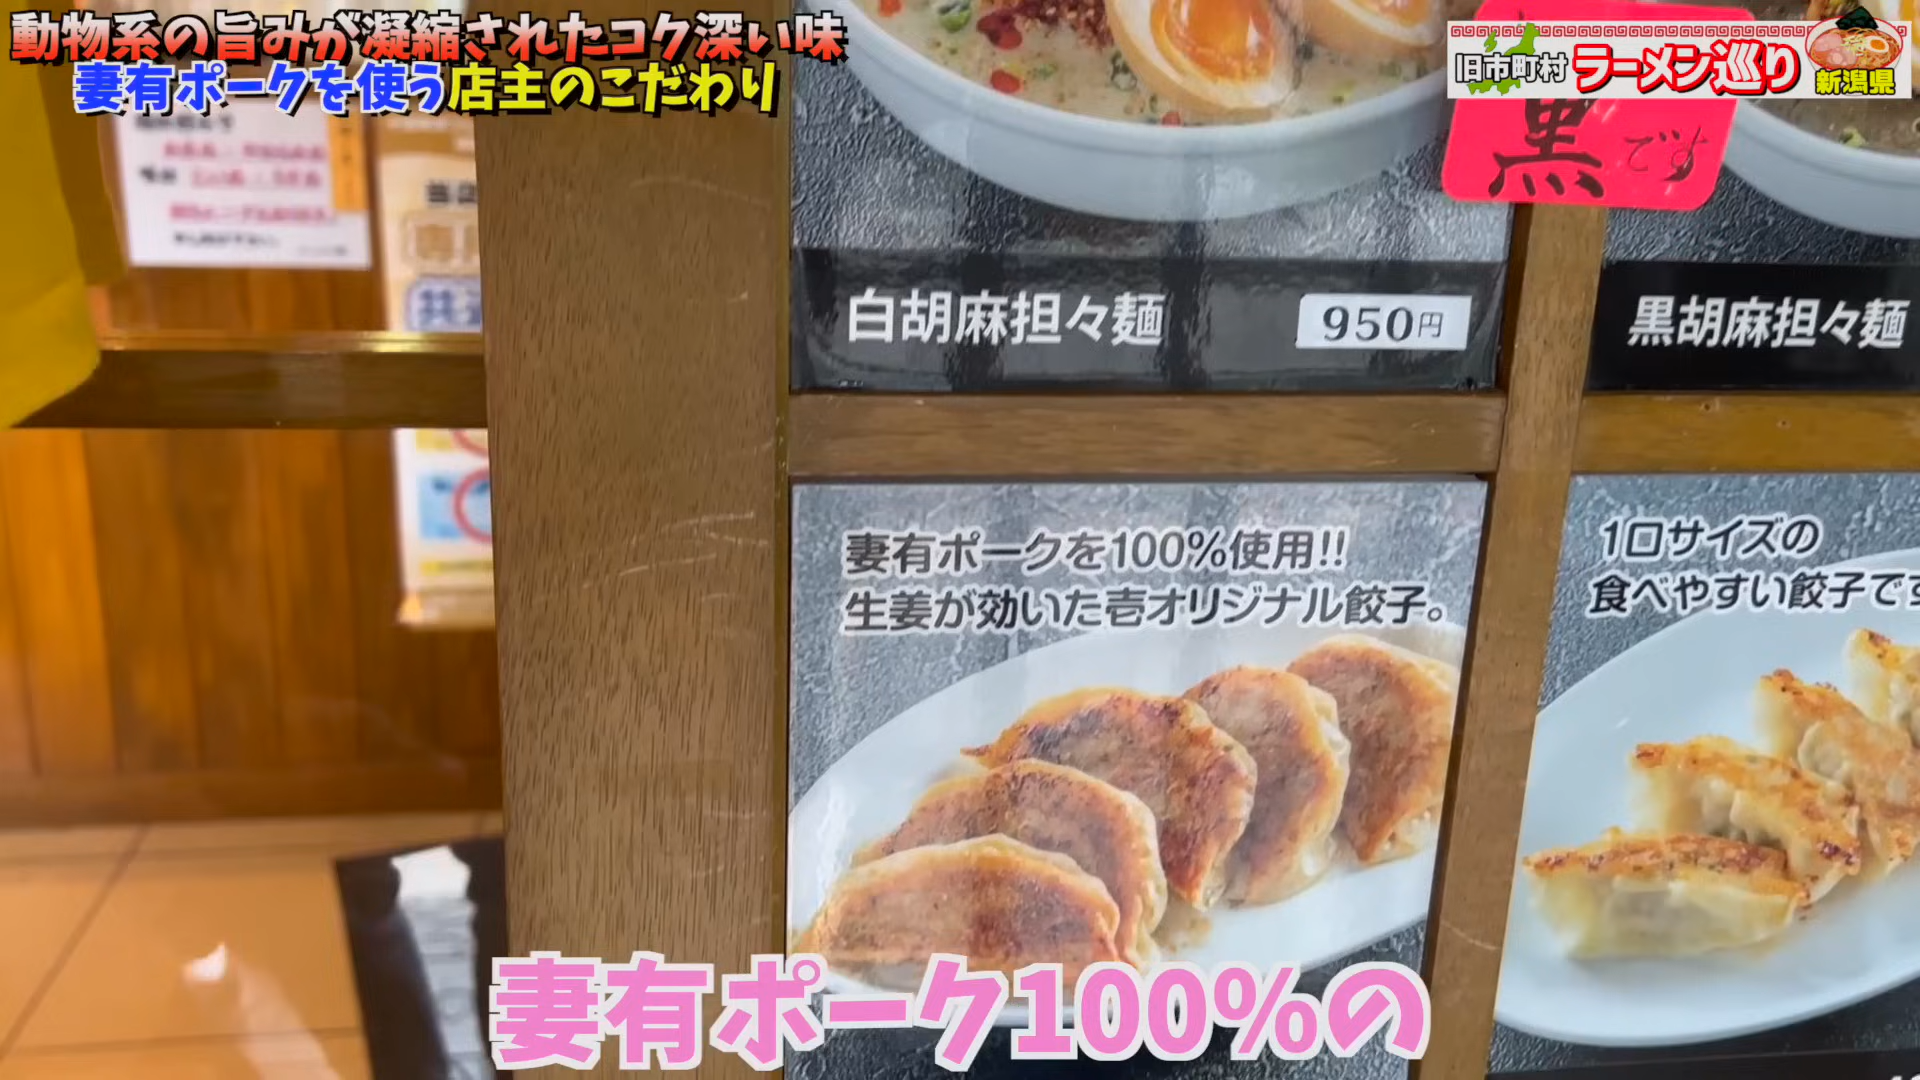 動物系の旨みが凝縮されたコク深い味
妻有ポークを使う店主のこだわり
旧市町村 ラーメン巡り 新潟県
黒です
白胡麻担々麺 950円
黒胡麻担々麺
妻有ポークを100%使用!!
生姜が効いた壱オリジナル餃子。
1口サイズの
食べやすい餃子です
妻有ポーク100%の